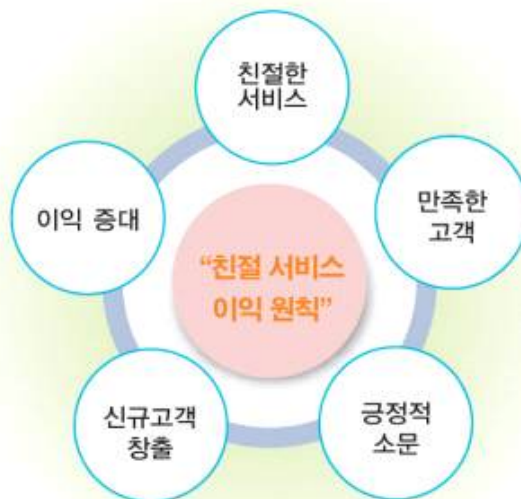 친절한
서비스
만족한
고객
긍정적
소문
신규고객
창출
이익 증대
“친절 서비스
이익 원칙”